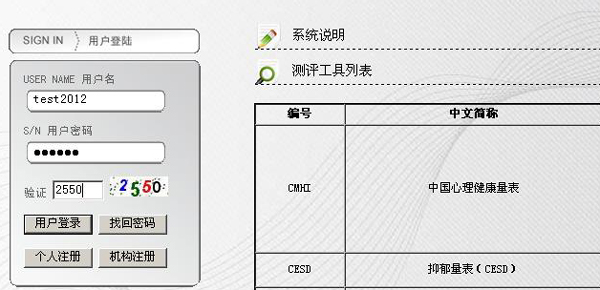 SIGN IN 用户登陆
USER NAME 用户名
test2012
S/N 用户密码
●●●●●●
验证 2550 2550
用户登录 找回密码
个人注册 机构注册
系统说明
测评工具列表
编号 中文简称
CMHI 中国心理健康量表
CESD 抑郁量表(CESD)